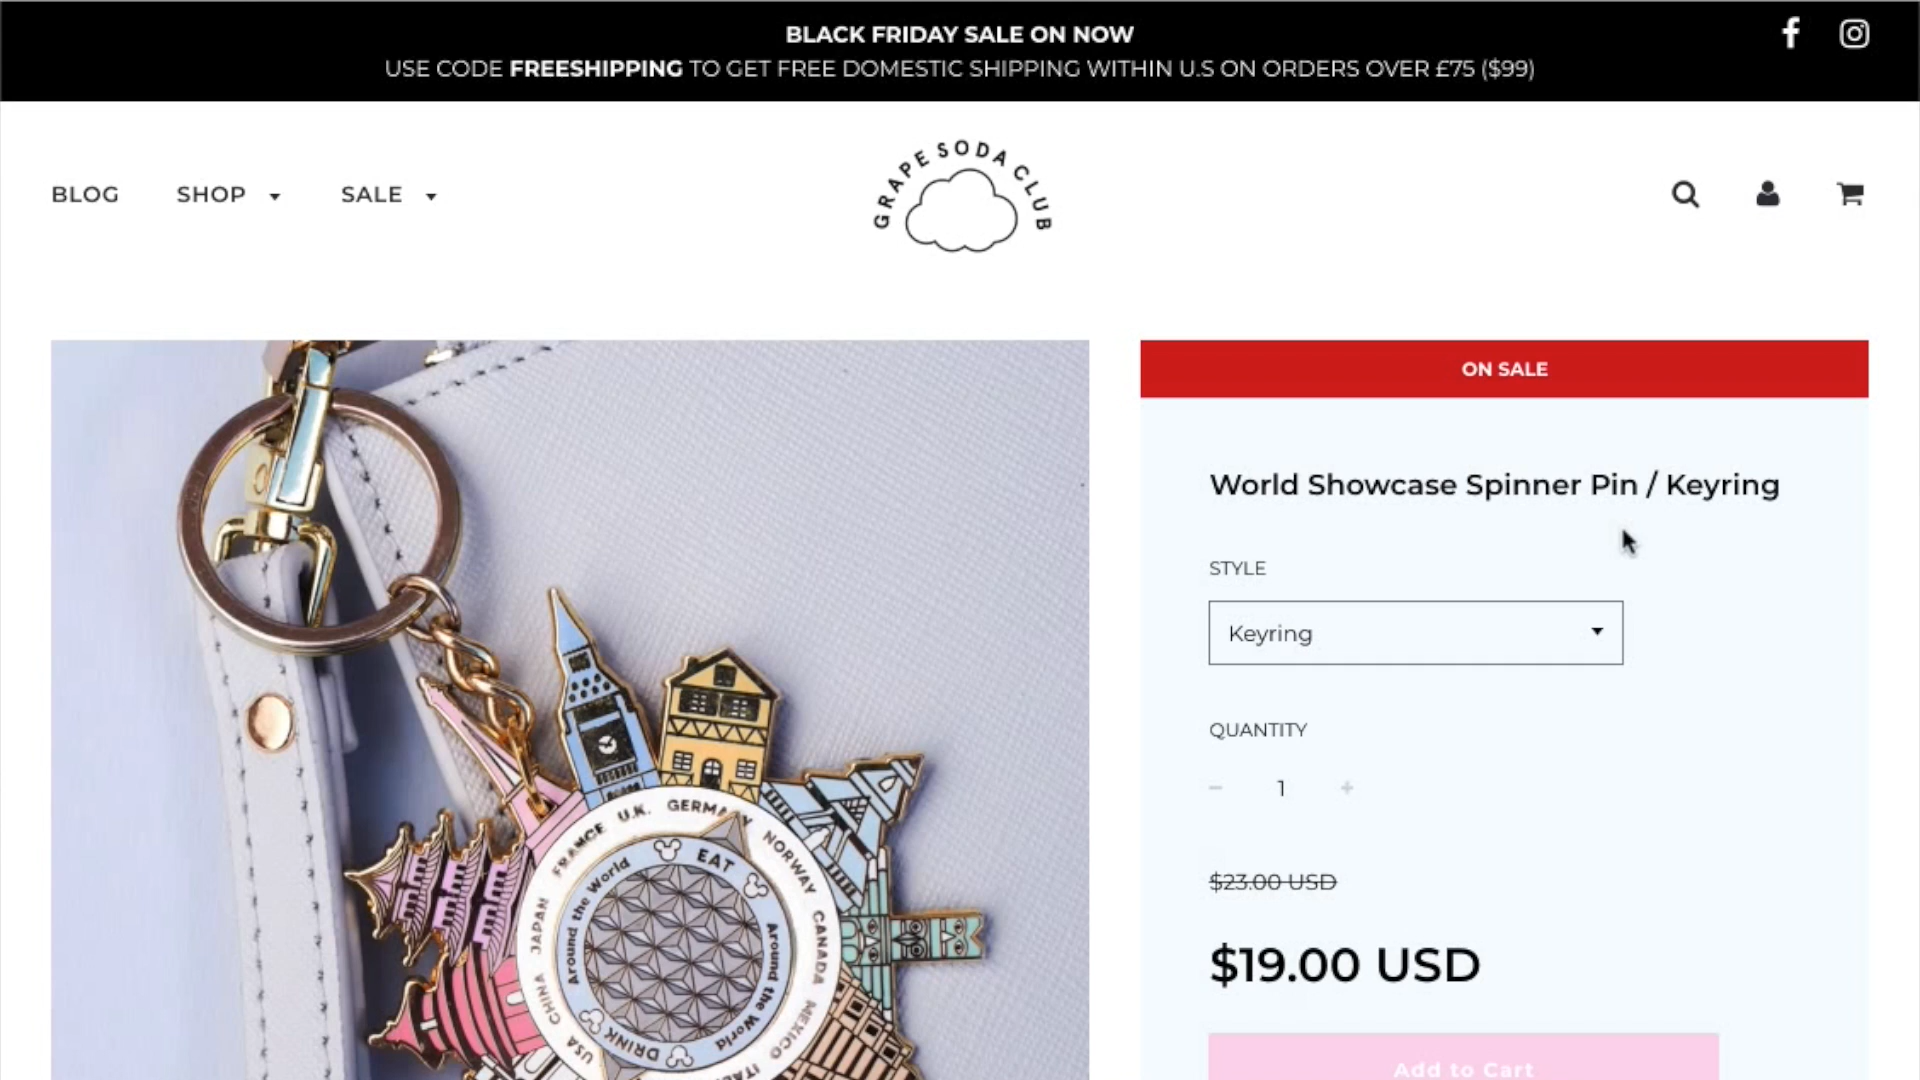 BLACK FRIDAY SALE ON NOW
USE CODE FREESHIPPING TO GET FREE DOMESTIC SHIPPING WITHIN U.S ON ORDERS OVER £75 ($99)
BLOG
SHOP
SALE
GRAPE SODA CLUB
ON SALE
World Showcase Spinner Pin / Keyring
STYLE
Keyring
QUANTITY
1
$23.00 USD
$19.00 USD
Add to Cart
U.K.
GERMANY
NORWAY
CANADA
MEXICO
USA
CHINA
JAPAN
FRANCE
EAT
Around the World
DRINK
Around the World